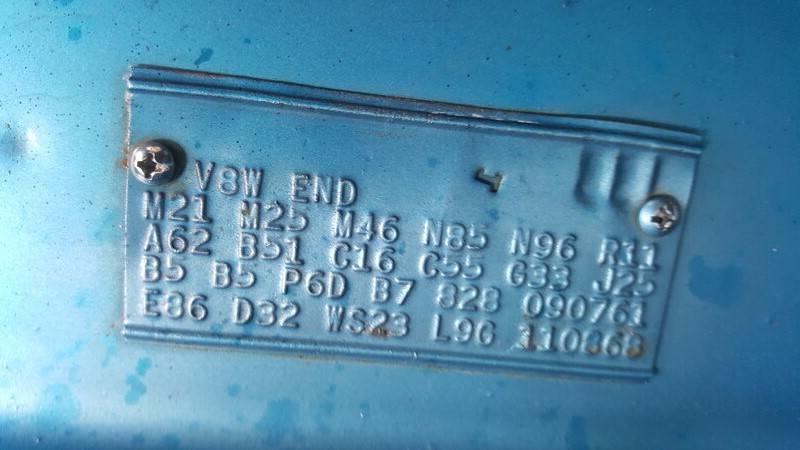 V8W END
M21 M25 M46 N85 N96 R11
A62 B51 C16 C55 G33 J25
B5 B5 P6D B7 828 090761
E86 D32 WS23 L9G 110868